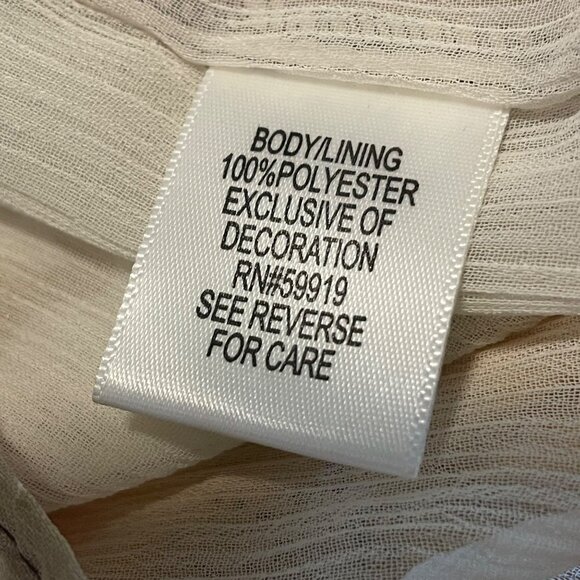 BODY/LINING
100%POLYESTER
EXCLUSIVE OF
DECORATION
RN#59919
SEE REVERSE
FOR CARE